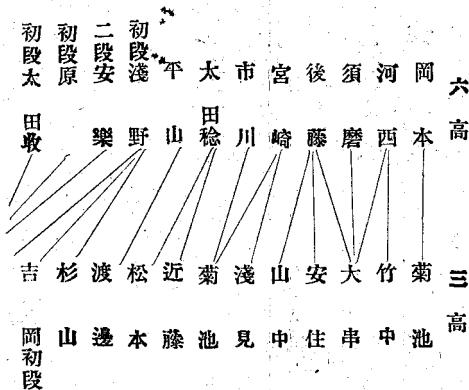 六高
岡本
河西
須磨
後藤
宮崎
市川
太田稔
平山
初段淺野
二段安樂
初段原
初段太田
三高
菊池
竹中
大串
安住
山中
淺見
菊池
近藤
松本
渡邊
杉山
吉岡初段